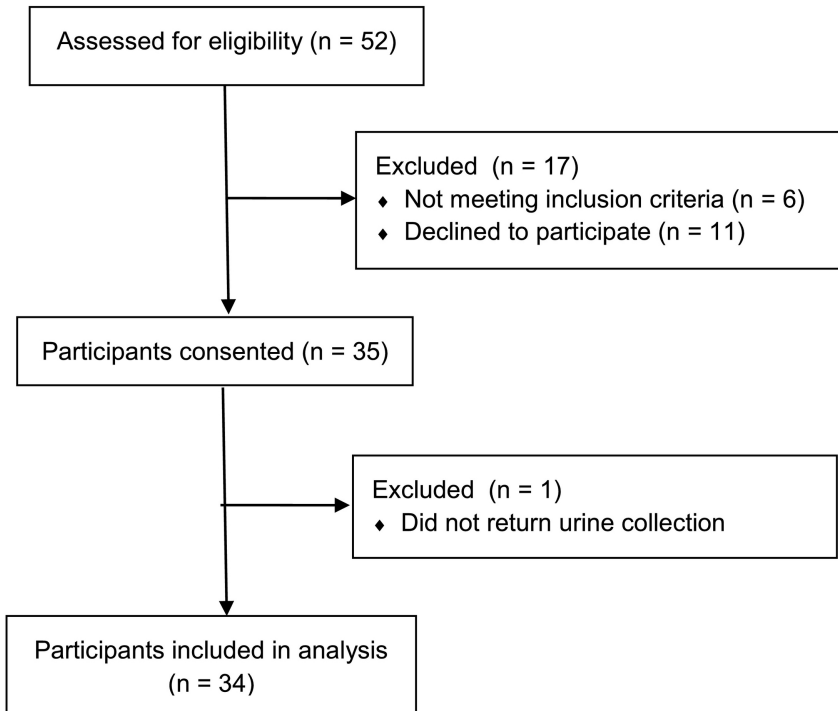 Assessed for eligibility (n = 52)
Excluded (n = 17)
♦ Not meeting inclusion criteria (n = 6)
♦ Declined to participate (n = 11)
Participants consented (n = 35)
Excluded (n = 1)
♦ Did not return urine collection
Participants included in analysis
(n = 34)